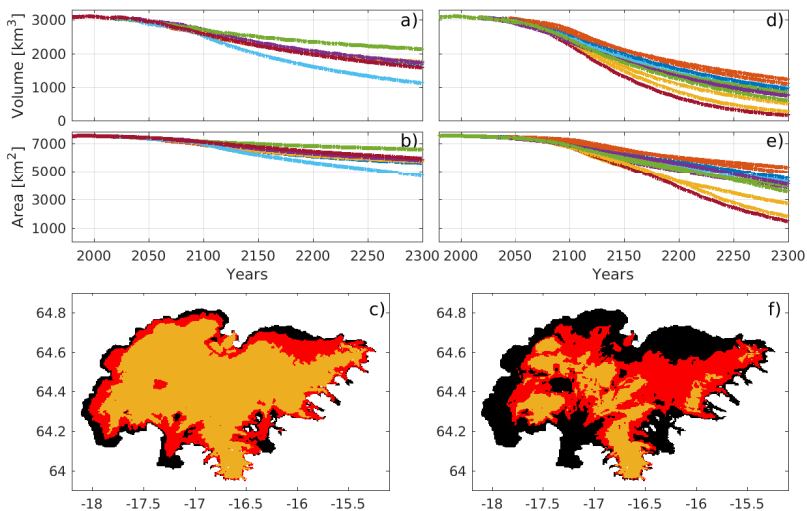 a)
d)
Volume [km³]
3000
2000
1000
0
b)
e)
Area [km²]
7000
5000
3000
1000
2000 2050 2100 2150 2200 2250 2300
2000 2050 2100 2150 2200 2250 2300
Years
Years
c)
f)
64.8
64.6
64.4
64.2
64
64.8
64.6
64.4
64.2
64
-18 -17.5 -17 -16.5 -16 -15.5
-18 -17.5 -17 -16.5 -16 -15.5